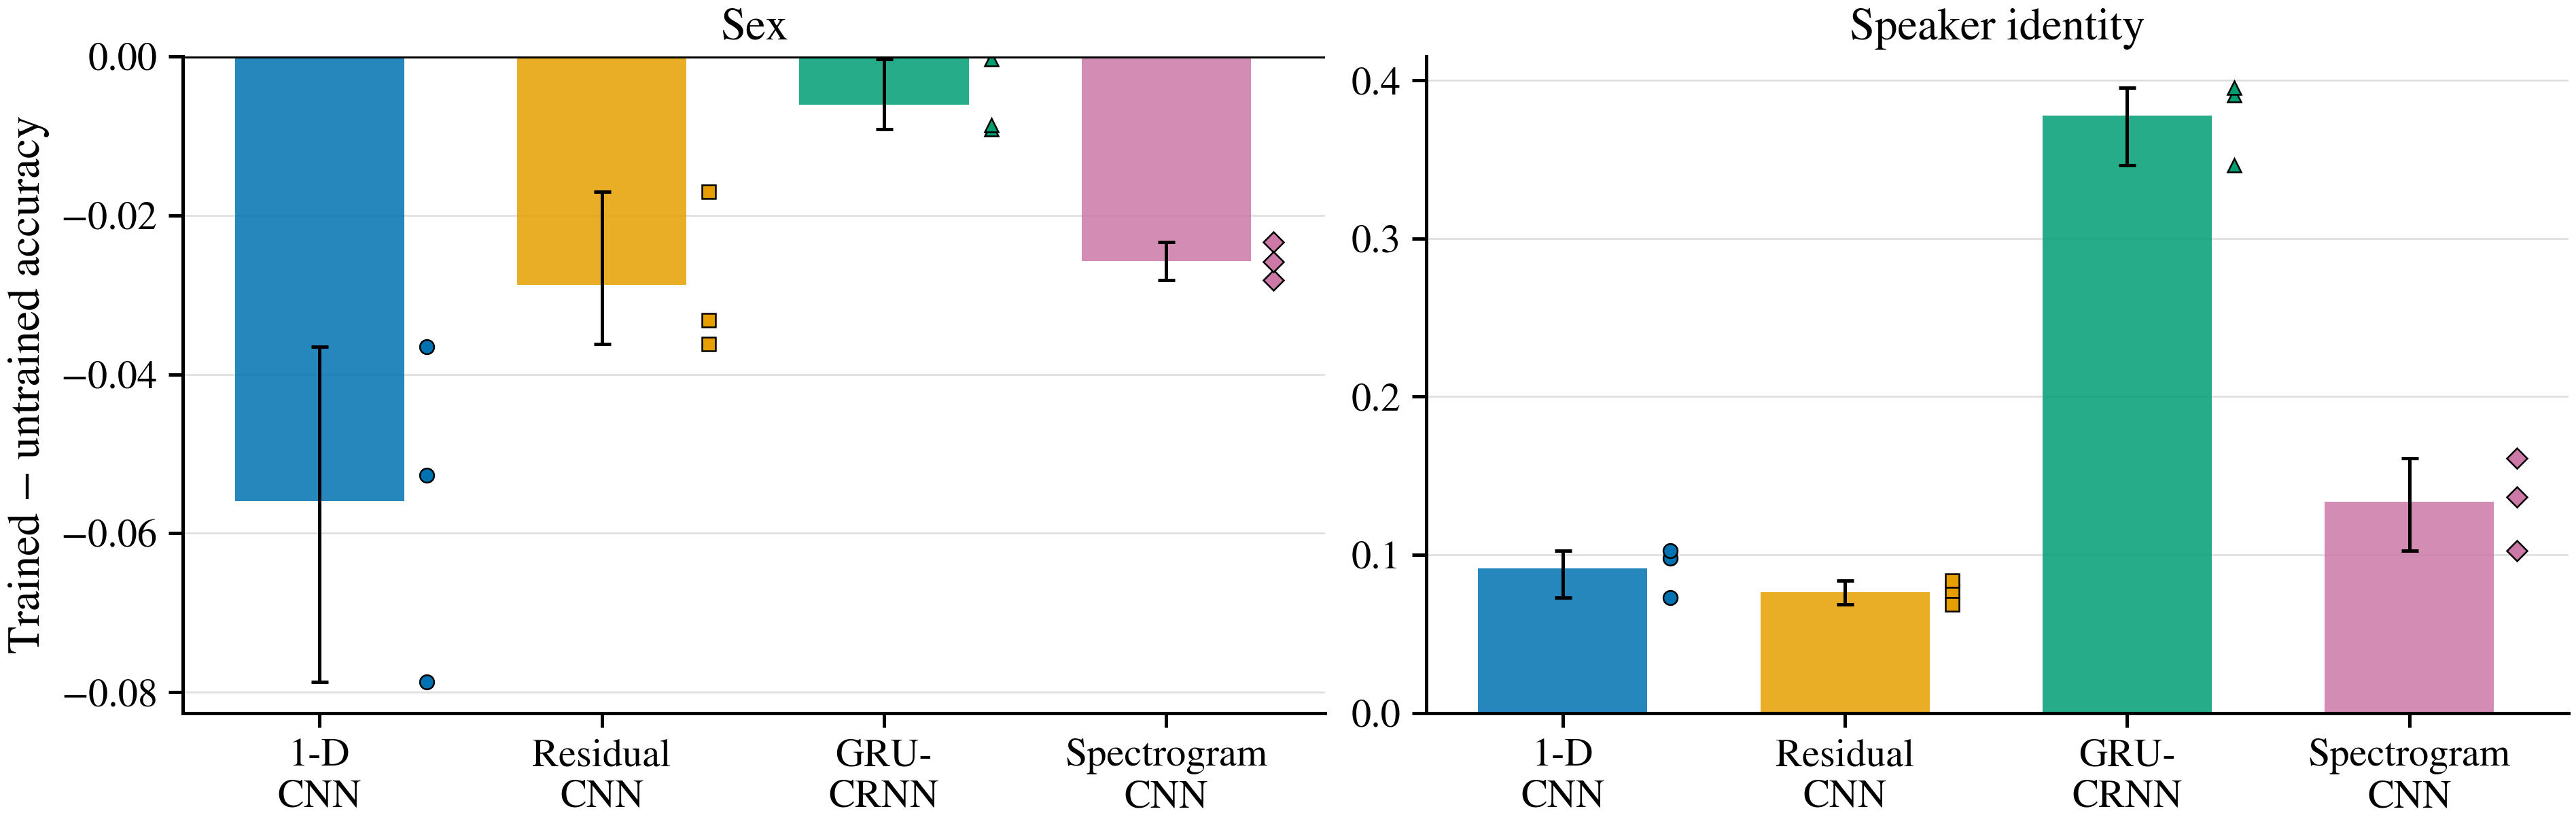 Sex
Speaker identity
Trained − untrained accuracy
0.00
−0.02
−0.04
−0.06
−0.08
1-D
CNN
Residual
CNN
GRU-
CRNN
Spectrogram
CNN
0.4
0.3
0.2
0.1
0.0
1-D
CNN
Residual
CNN
GRU-
CRNN
Spectrogram
CNN